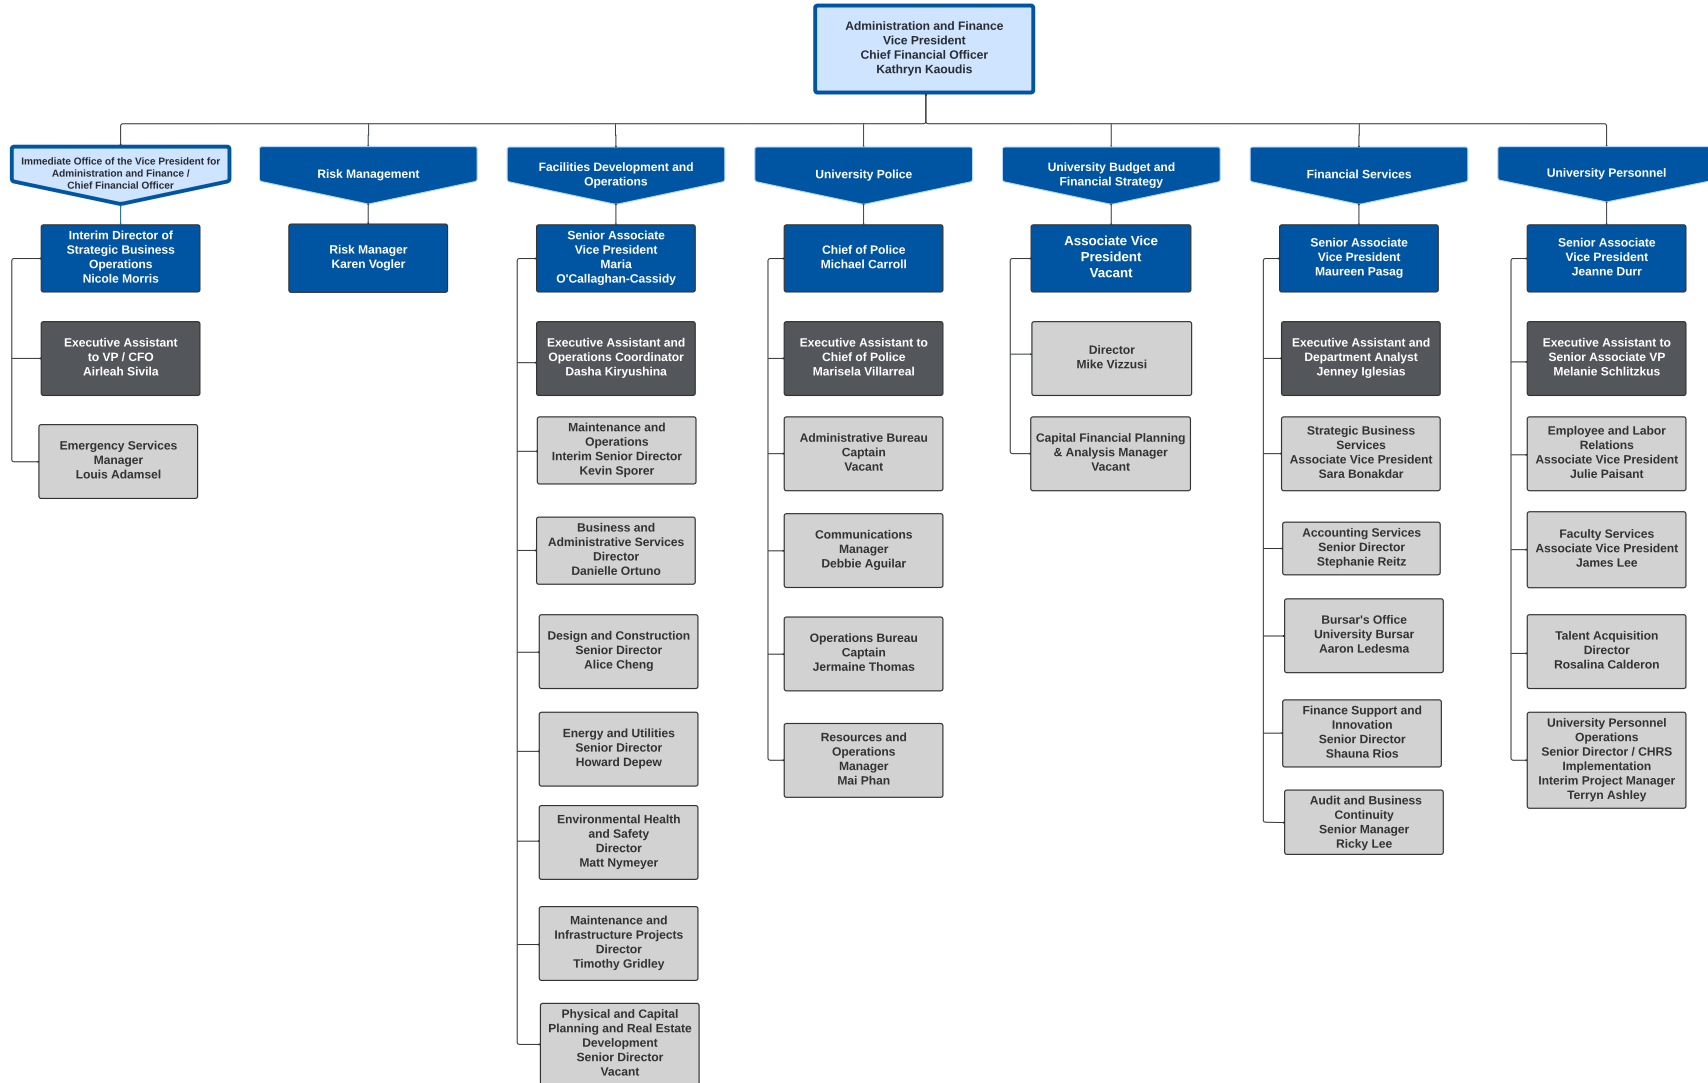 Administration and Finance
Vice President
Chief Financial Officer
Kathryn Kaoudis
Immediate Office of the Vice President for
Administration and Finance /
Chief Financial Officer
Interim Director of
Strategic Business
Operations
Nicole Morris
Executive Assistant
to VP / CFO
Airleah Sivila
Emergency Services
Manager
Louis Adamsel
Risk Management
Risk Manager
Karen Vogler
Facilities Development and
Operations
Senior Associate
Vice President
Maria
O'Callaghan-Cassidy
Executive Assistant and
Operations Coordinator
Dasha Kiryushina
Maintenance and
Operations
Interim Senior Director
Kevin Sporer
Business and
Administrative Services
Director
Danielle Ortuno
Design and Construction
Senior Director
Alice Cheng
Energy and Utilities
Senior Director
Howard Depew
Environmental Health
and Safety
Director
Matt Nymeyer
Maintenance and
Infrastructure Projects
Director
Timothy Gridley
Physical and Capital
Planning and Real Estate
Development
Senior Director
Vacant
University Police
Chief of Police
Michael Carroll
Executive Assistant to
Chief of Police
Marisela Villarreal
Administrative Bureau
Captain
Vacant
Communications
Manager
Debbie Aguilar
Operations Bureau
Captain
Jermaine Thomas
Resources and
Operations
Manager
Mai Phan
University Budget and
Financial Strategy
Associate Vice
President
Vacant
Director
Mike Vizzusi
Capital Financial Planning
& Analysis Manager
Vacant
Financial Services
Senior Associate
Vice President
Maureen Pasag
Executive Assistant and
Department Analyst
Jenney Iglesias
Strategic Business
Services
Associate Vice President
Sara Bonakdar
Accounting Services
Senior Director
Stephanie Reitz
Bursar's Office
University Bursar
Aaron Ledesma
Finance Support and
Innovation
Senior Director
Shauna Rios
Audit and Business
Continuity
Senior Manager
Ricky Lee
University Personnel
Senior Associate
Vice President
Jeanne Durr
Executive Assistant to
Senior Associate VP
Melanie Schlitzkus
Employee and Labor
Relations
Associate Vice President
Julie Paisant
Faculty Services
Associate Vice President
James Lee
Talent Acquisition
Director
Rosalina Calderon
University Personnel
Operations
Senior Director / CHRS
Implementation
Interim Project Manager
Terryn Ashley